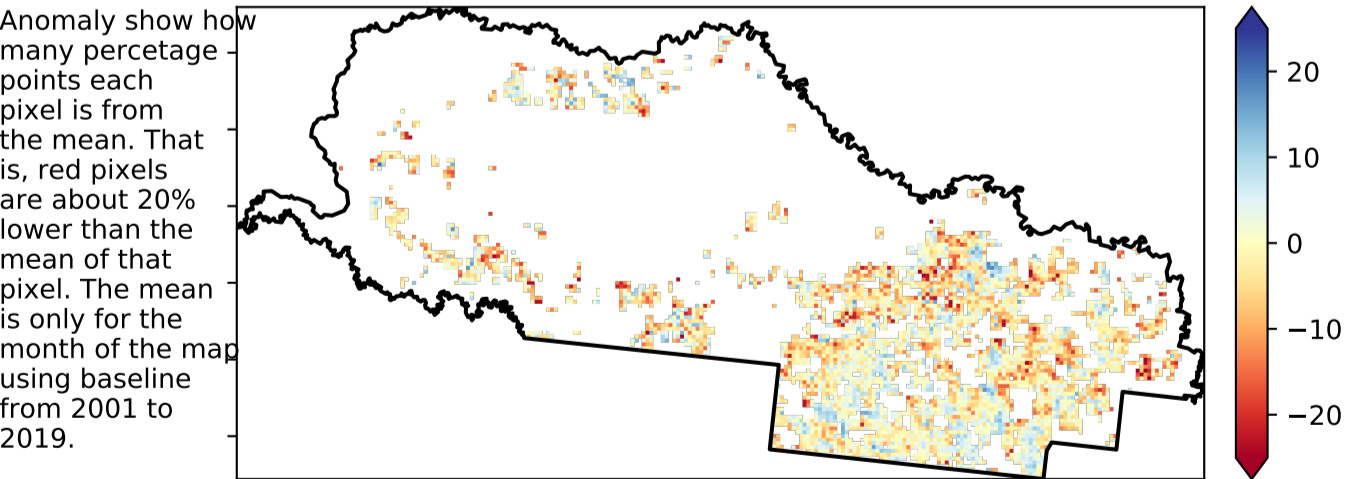 Anomaly show how
many percetage
points each
pixel is from
the mean. That
is, red pixels
are about 20%
lower than the
mean of that
pixel. The mean
is only for the
month of the map
using baseline
from 2001 to
2019.
20
10
0
−10
−20